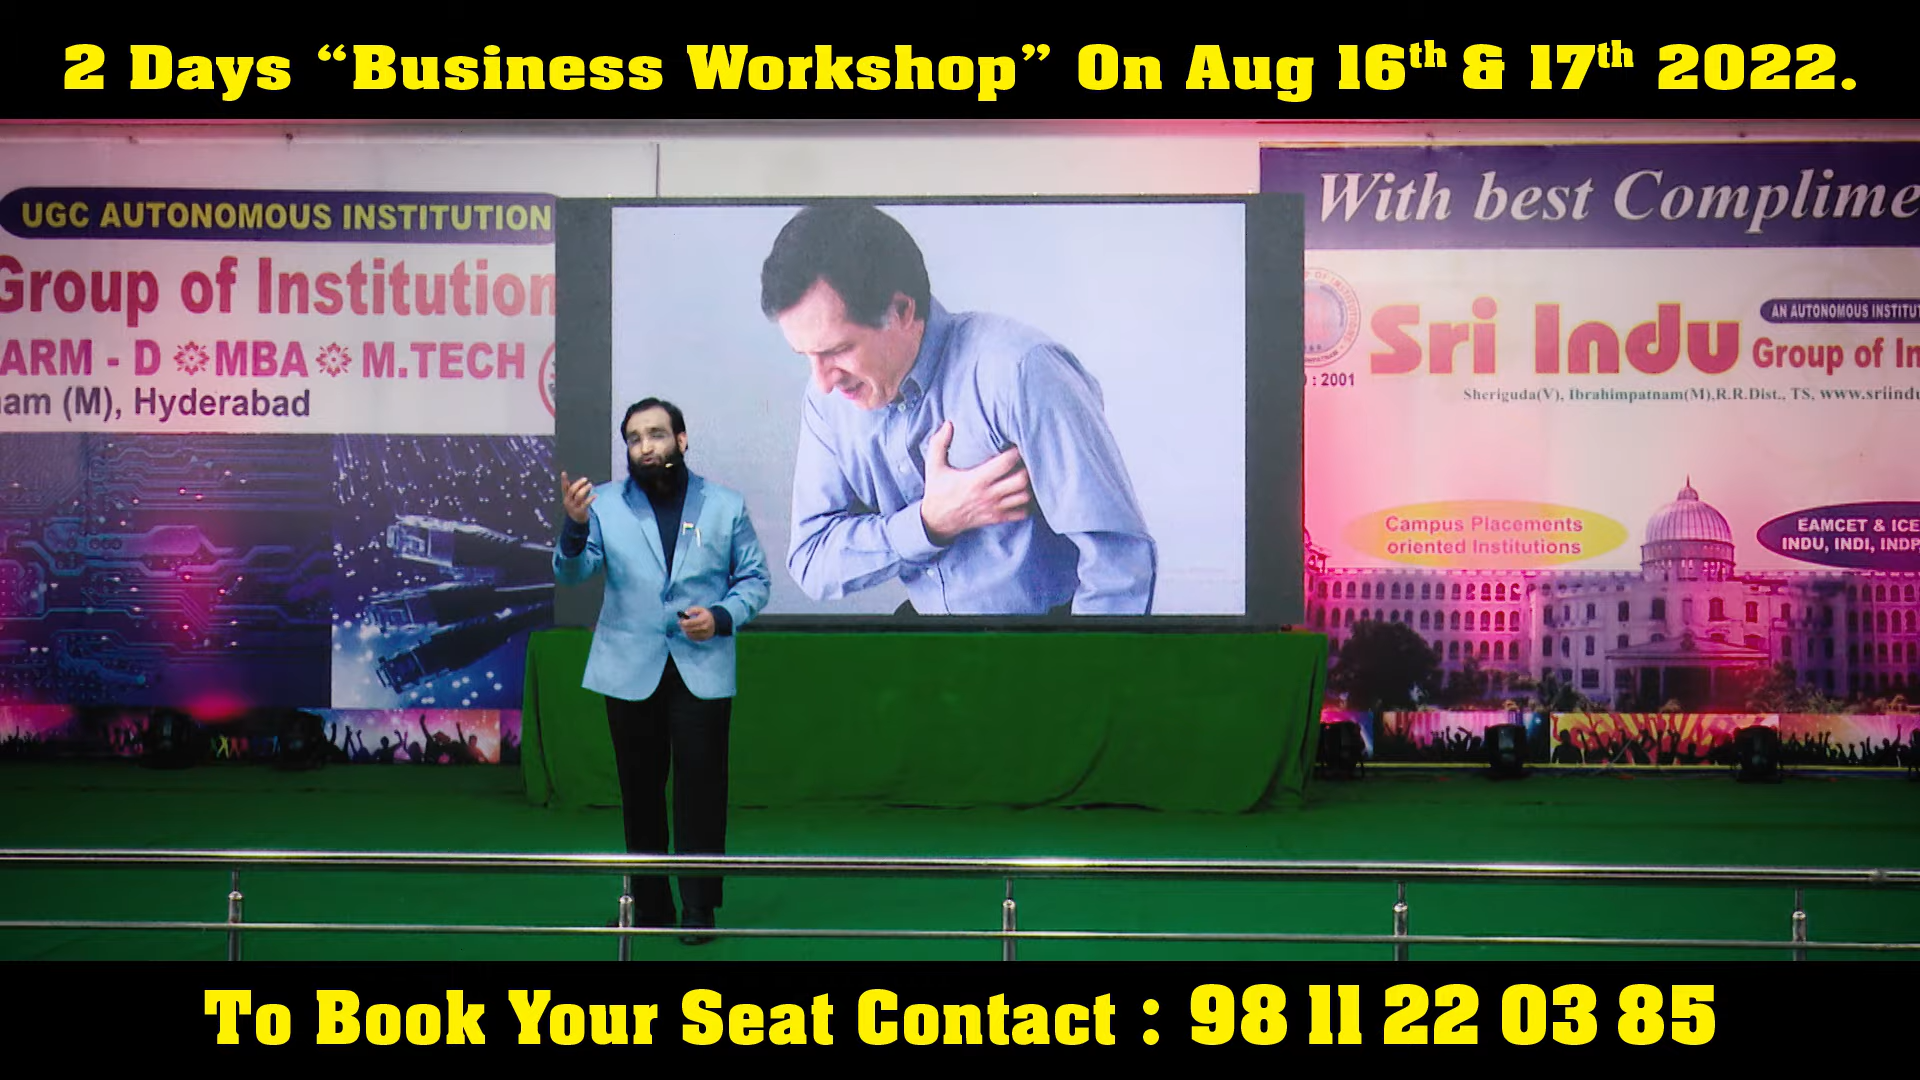 2 Days “Business Workshop” On Aug 16th & 17th 2022.
UGC AUTONOMOUS INSTITUTION
Group of Institution
ARM - D MBA M.TECH
am (M), Hyderabad
With best Complime
Sri Indu
AN AUTONOMOUS INSTITUT
Group of In
: 2001
Sheriguda(V), Ibrahimpatnam(M),R.R.Dist., TS, www.sriindu
Campus Placements
oriented Institutions
EAMCET & ICE
INDU, INDI, INDP
To Book Your Seat Contact : 98 11 22 03 85